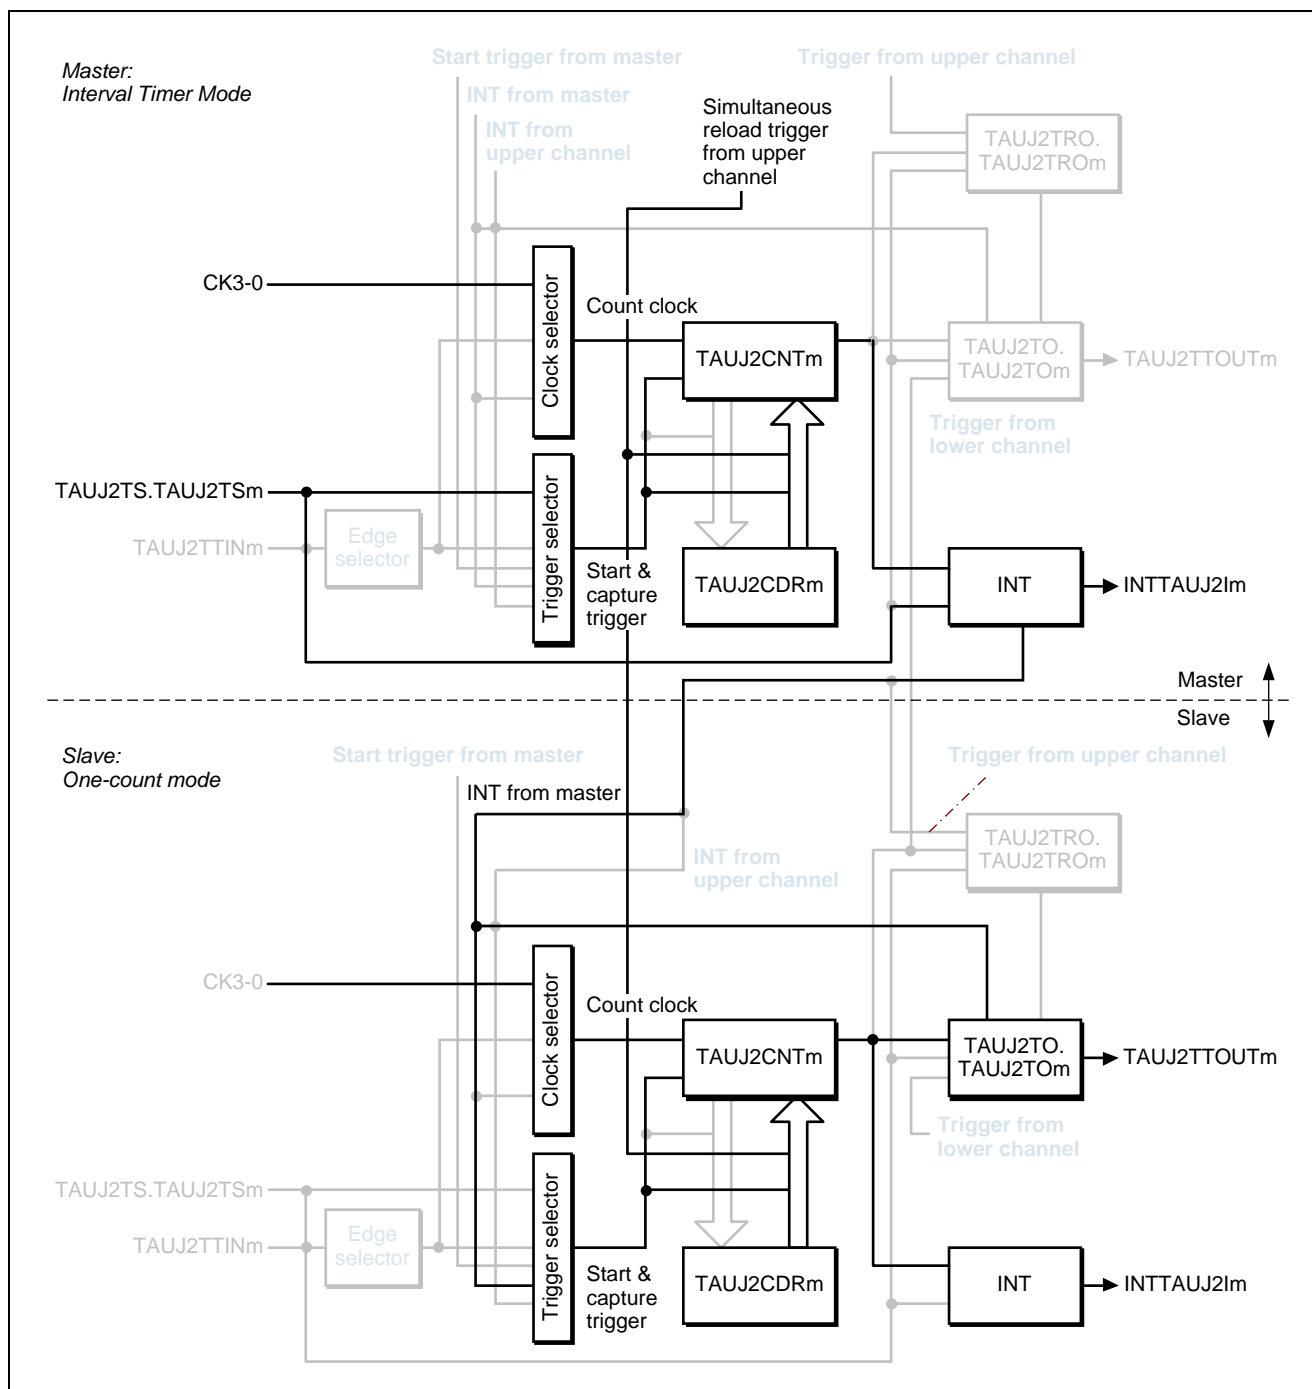 Master:
Interval Timer Mode
Start trigger from master
INT from master
INT from
upper channel
Simultaneous
reload trigger
from upper
channel
Trigger from upper channel
TAUJ2TRO.
TAUJ2TROm
CK3-0
Clock selector
Count clock
TAUJ2CNTm
TAUJ2TO.
TAUJ2TOm
TAUJ2TTOUTm
Trigger from
lower channel
TAUJ2TS.TAUJ2TSm
TAUJ2TTINm
Edge
selector
Trigger selector
Start &
capture
trigger
TAUJ2CDRm
INT
INTTAUJ2Im
Master
Slave
Slave:
One-count mode
Start trigger from master
INT from master
INT from
upper channel
Trigger from upper channel
TAUJ2TRO.
TAUJ2TROm
CK3-0
Clock selector
Count clock
TAUJ2CNTm
TAUJ2TO.
TAUJ2TOm
TAUJ2TTOUTm
Trigger from
lower channel
TAUJ2TS.TAUJ2TSm
TAUJ2TTINm
Edge
selector
Trigger selector
Start &
capture
trigger
TAUJ2CDRm
INT
INTTAUJ2Im